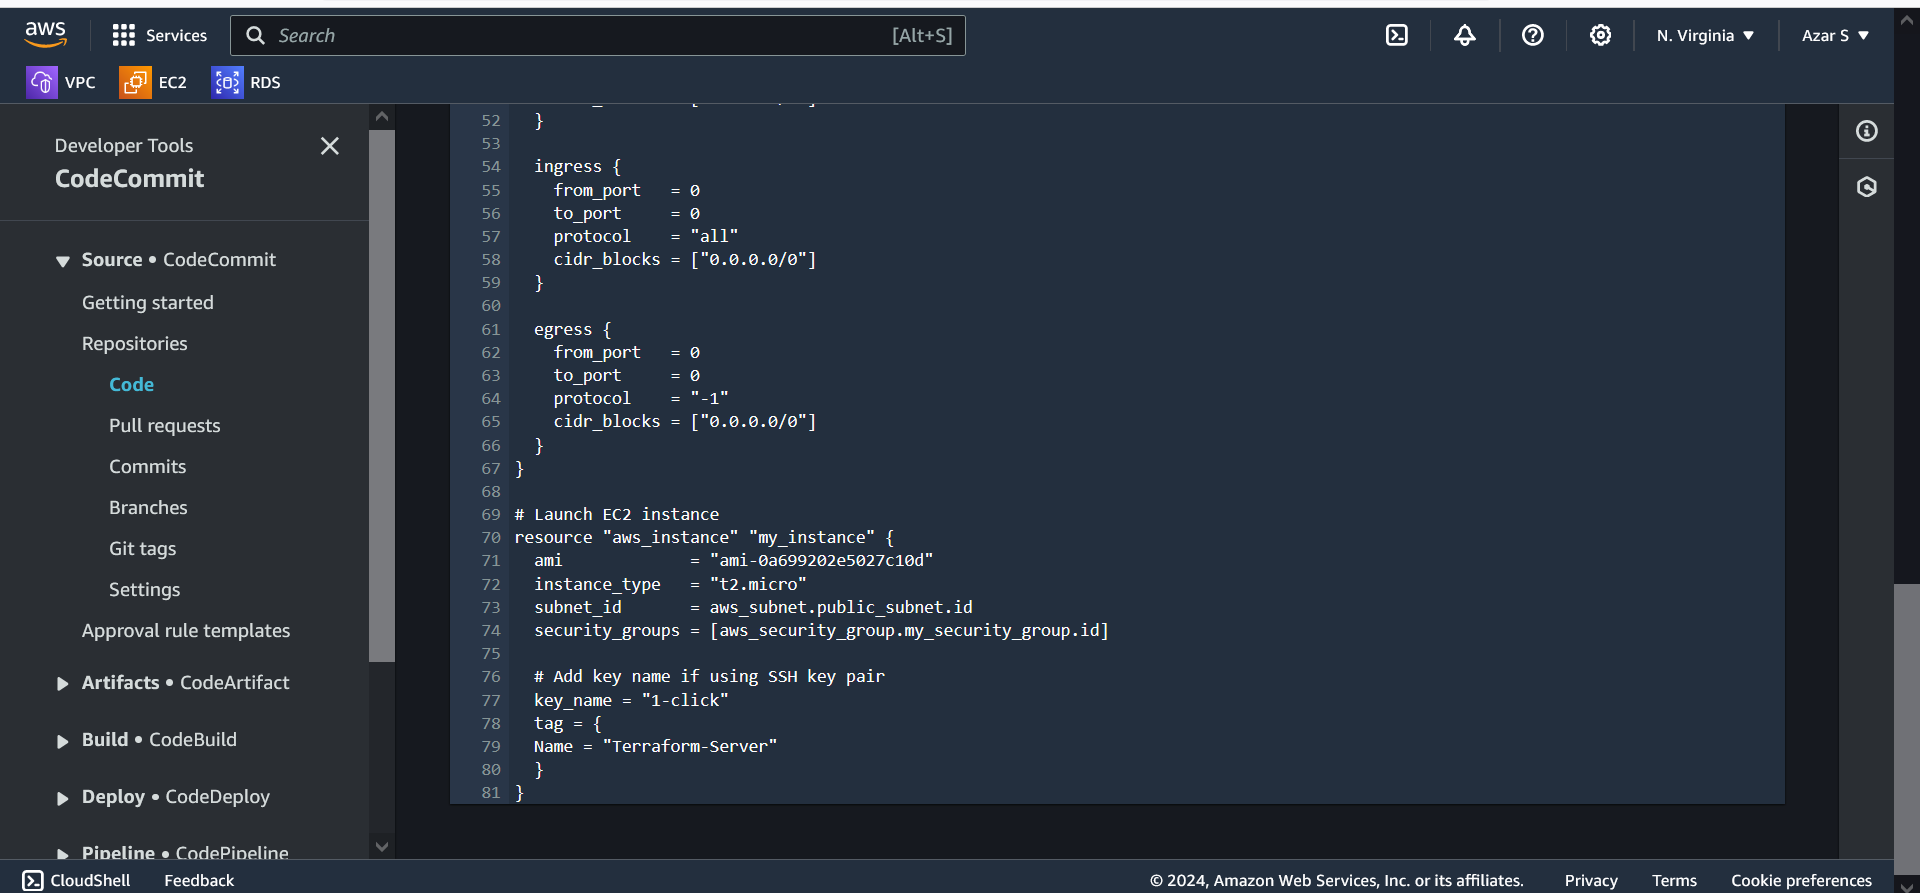 aws Services Search [Alt+S] N. Virginia Azar S
VPC EC2 RDS
Developer Tools
CodeCommit
Source • CodeCommit
Getting started
Repositories
Code
Pull requests
Commits
Branches
Git tags
Settings
Approval rule templates
Artifacts • CodeArtifact
Build • CodeBuild
Deploy • CodeDeploy
Pipeline • CodePipeline
52 }
53
54 ingress {
55 from_port = 0
56 to_port = 0
57 protocol = "all"
58 cidr_blocks = ["0.0.0.0/0"]
59 }
60
61 egress {
62 from_port = 0
63 to_port = 0
64 protocol = "-1"
65 cidr_blocks = ["0.0.0.0/0"]
66 }
67 }
68
69 # Launch EC2 instance
70 resource "aws_instance" "my_instance" {
71 ami = "ami-0a699202e5027c10d"
72 instance_type = "t2.micro"
73 subnet_id = aws_subnet.public_subnet.id
74 security_groups = [aws_security_group.my_security_group.id]
75
76 # Add key name if using SSH key pair
77 key_name = "1-click"
78 tag = {
79 Name = "Terraform-Server"
80 }
81 }
CloudShell Feedback © 2024, Amazon Web Services, Inc. or its affiliates. Privacy Terms Cookie preferences